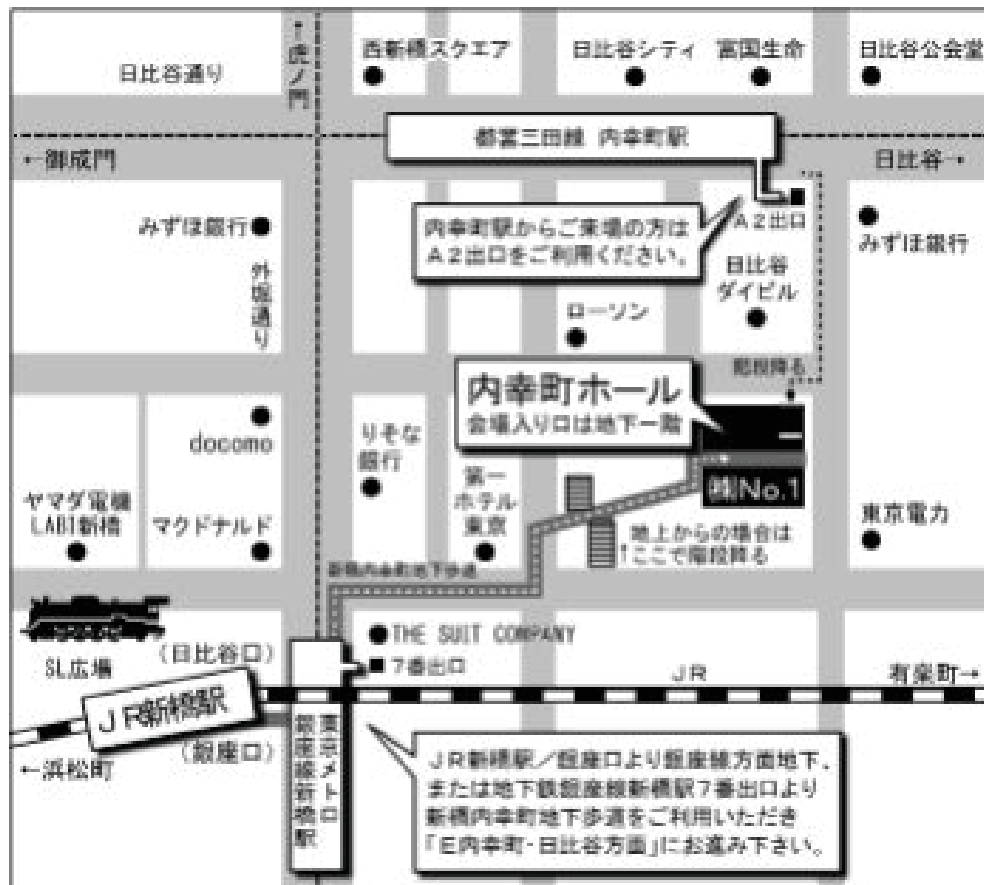 ↑虎ノ門
西新橋スクエア
日比谷シティ
富国生命
日比谷公会堂
日比谷通り
都営三田線 内幸町駅
←御成門
日比谷→
みずほ銀行
内幸町駅からご来場の方は
A2出口をご利用ください。
A2出口
みずほ銀行
外堀通り
日比谷
ダイビル
ローソン
階段降る
内幸町ホール
会場入り口は地下一階
docomo
りそな
銀行
第一
ホテル
東京
㈱No.1
ヤマダ電機
LABI新橋
マクドナルド
地上からの場合は
↑ここで階段降る
東京電力
新橋内幸町地下歩道
THE SUIT COMPANY
7番出口
SL広場
(日比谷口)
JR
有楽町→
JR新橋駅
(銀座口)
←浜松町
東京メトロ
銀座線新橋駅
JR新橋駅/銀座口より銀座線方面地下、
または地下鉄銀座線新橋駅7番出口より
新橋内幸町地下歩道をご利用いただき
「E内幸町・日比谷方面」にお進み下さい。